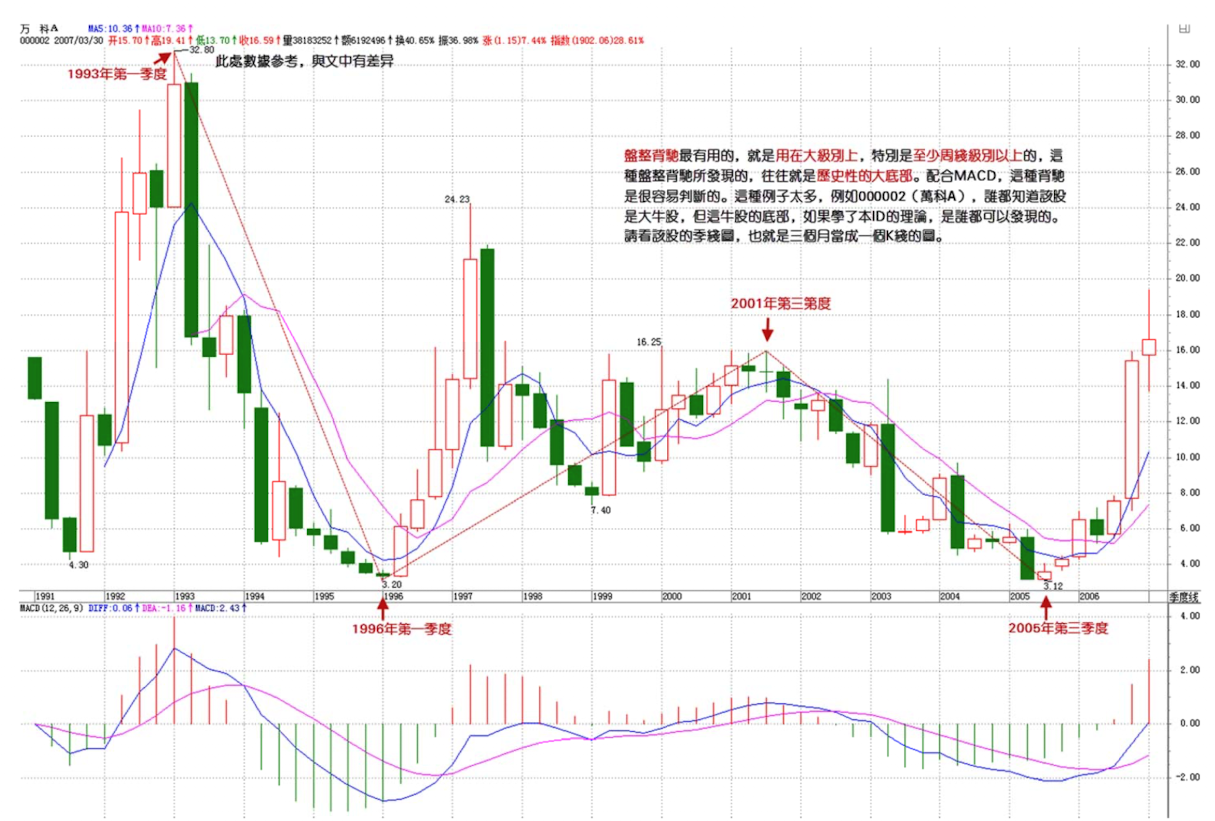 万 科A MA5:10.36↑MA10:7.36↑
000002 2007/03/30 开15.70↑高19.41↑低13.70↑收16.59↑量38183252↑额6192496↑换40.65% 振36.98% 涨(1.15)7.44% 指数(1902.06)28.61%
32.80
此處數據參考，與文中有差异
1993年第一季度
32.00
30.00
28.00
盤整背馳最有用的，就是用在大級別上，特別是至少周綫級別以上的，這
種盤整背馳所發現的，往往就是歷史性的大底部。配合MACD，這種背馳
是很容易判斷的。這種例子太多，例如000002（萬科A），誰都知道該股
是大牛股，但這牛股的底部，如果學了本ID的理論，是誰都可以發現的。
請看該股的季綫圖，也就是三個月當成一個K綫的圖。
26.00
24.23
24.00
22.00
20.00
2001年第三第度
18.00
16.25
16.00
14.00
12.00
10.00
8.00
7.40
6.00
4.30
4.00
3.20
3.12
1991 1992 1993 1994 1995 1996 1997 1998 1999 2000 2001 2002 2003 2004 2005 2006 季度线
MACD(12,26,9) DIFF:0.06↑DEA:-1.16↑MACD:2.43↑
4.00
1996年第一季度
2005年第三季度
2.00
0.00
-2.00